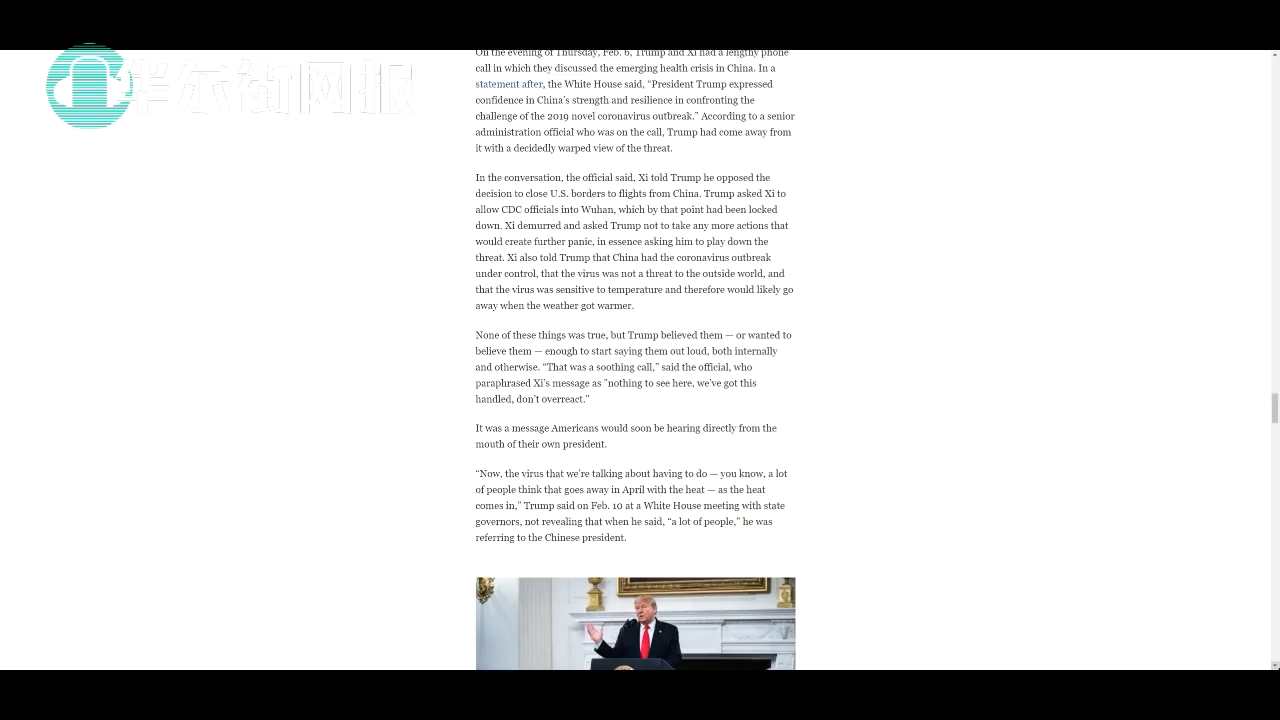 华尔街网报
On the evening of Thursday, Feb. 6, Trump and Xi had a lengthy phone
call in which they discussed the emerging health crisis in China. In a
statement after, the White House said, “President Trump expressed
confidence in China’s strength and resilience in confronting the
challenge of the 2019 novel coronavirus outbreak.” According to a senior
administration official who was on the call, Trump had come away from
it with a decidedly warped view of the threat.
In the conversation, the official said, Xi told Trump he opposed the
decision to close U.S. borders to flights from China. Trump asked Xi to
allow CDC officials into Wuhan, which by that point had been locked
down. Xi demurred and asked Trump not to take any more actions that
would create further panic, in essence asking him to play down the
threat. Xi also told Trump that China had the coronavirus outbreak
under control, that the virus was not a threat to the outside world, and
that the virus was sensitive to temperature and therefore would likely go
away when the weather got warmer.
None of these things was true, but Trump believed them — or wanted to
believe them — enough to start saying them out loud, both internally
and otherwise. “That was a soothing call,” said the official, who
paraphrased Xi’s message as “nothing to see here, we’ve got this
handled, don’t overreact.”
It was a message Americans would soon be hearing directly from the
mouth of their own president.
“Now, the virus that we’re talking about having to do — you know, a lot
of people think that goes away in April with the heat — as the heat
comes in,” Trump said on Feb. 10 at a White House meeting with state
governors, not revealing that when he said, “a lot of people,” he was
referring to the Chinese president.